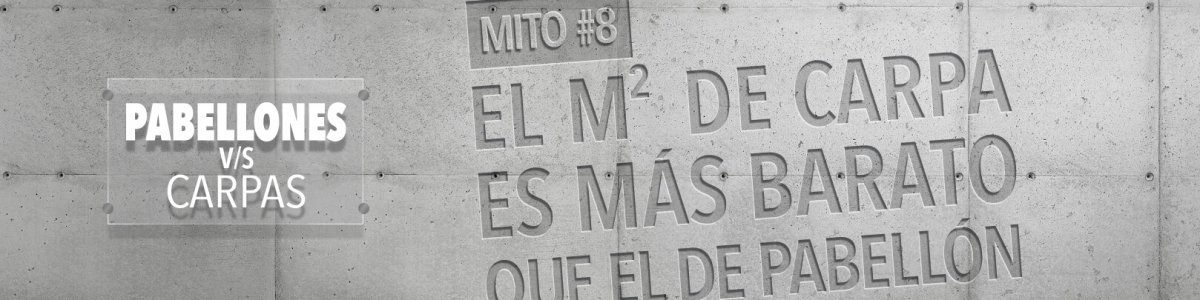 PABELLONES
V/S
CARPAS
MITO #8
EL M² DE CARPA
ES MÁS BARATO
QUE EL DE PABELLÓN